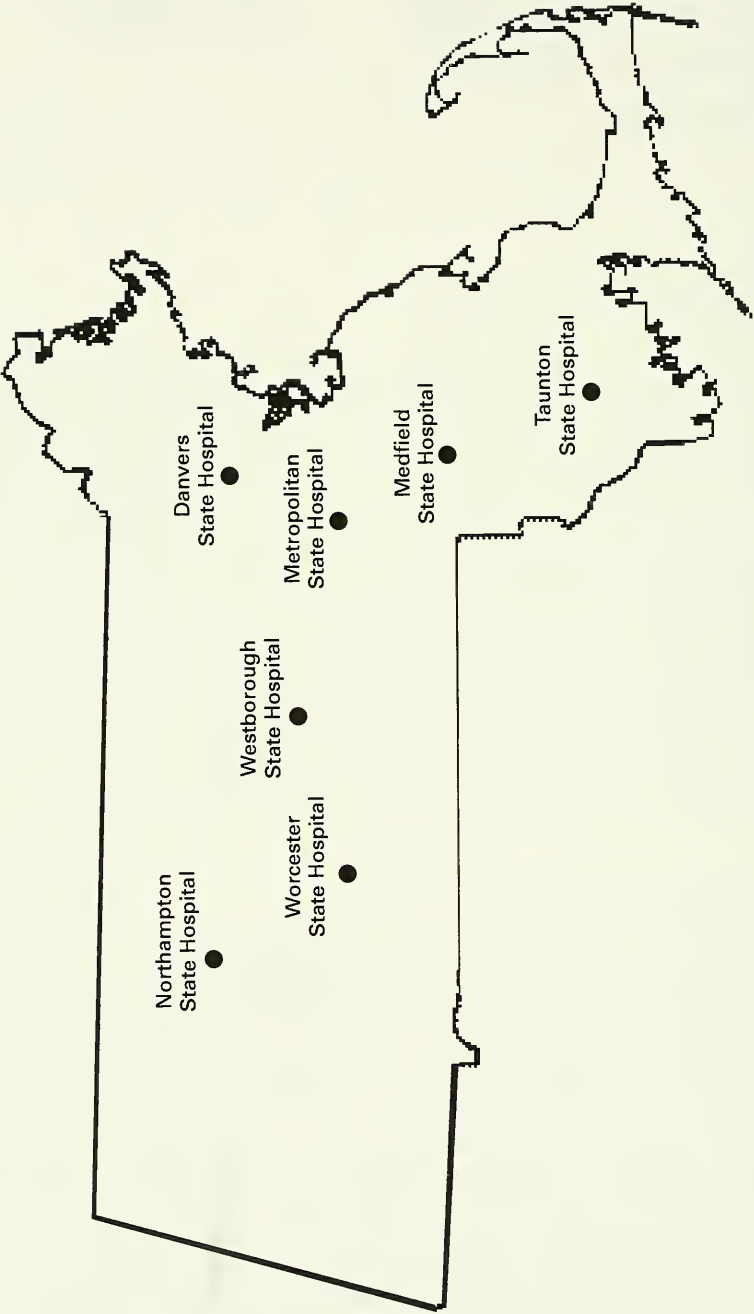 Danvers
State Hospital
Metropolitan
State Hospital
Medfield
State Hospital
Taunton
State Hospital
Westborough
State Hospital
Worcester
State Hospital
Northampton
State Hospital